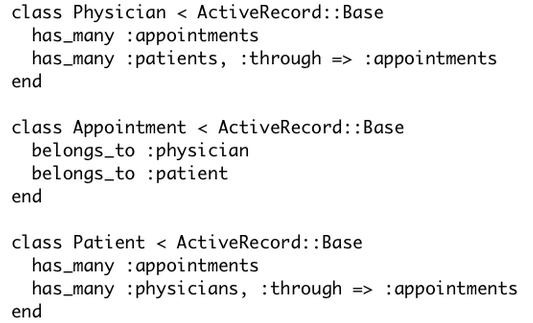 class Physician < ActiveRecord::Base
  has_many :appointments
  has_many :patients, :through => :appointments
end

class Appointment < ActiveRecord::Base
  belongs_to :physician
  belongs_to :patient
end

class Patient < ActiveRecord::Base
  has_many :appointments
  has_many :physicians, :through => :appointments
end